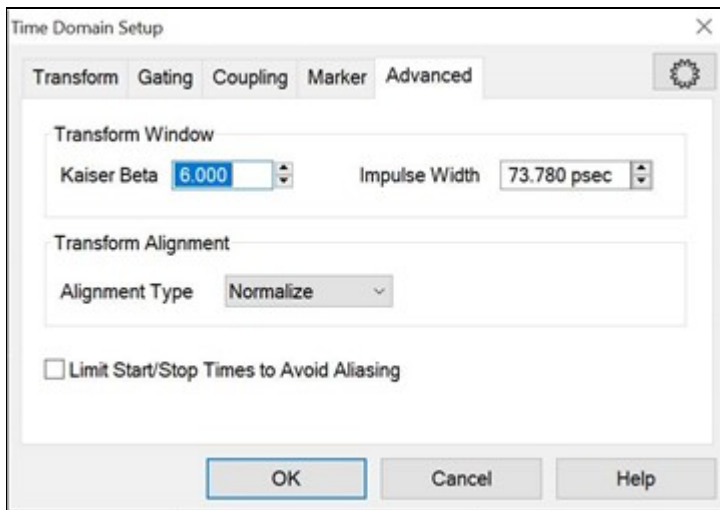 Time Domain Setup
Transform Gating Coupling Marker Advanced
Transform Window
Kaiser Beta 6.000 Impulse Width 73.780 psec
Transform Alignment
Alignment Type Normalize
Limit Start/Stop Times to Avoid Aliasing
OK Cancel Help